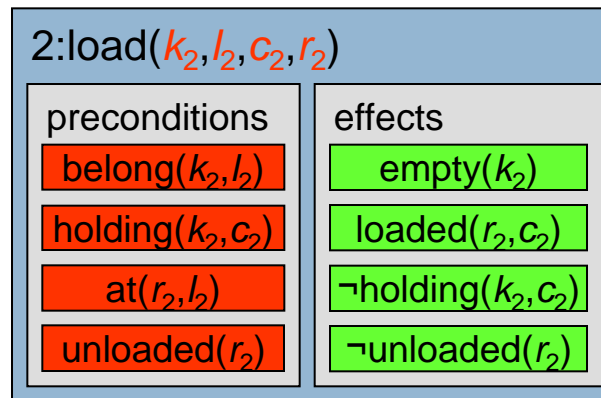 2:load(k₂,l₂,c₂,r₂)
preconditions
belong(k₂,l₂)
holding(k₂,c₂)
at(r₂,l₂)
unloaded(r₂)
effects
empty(k₂)
loaded(r₂,c₂)
¬holding(k₂,c₂)
¬unloaded(r₂)